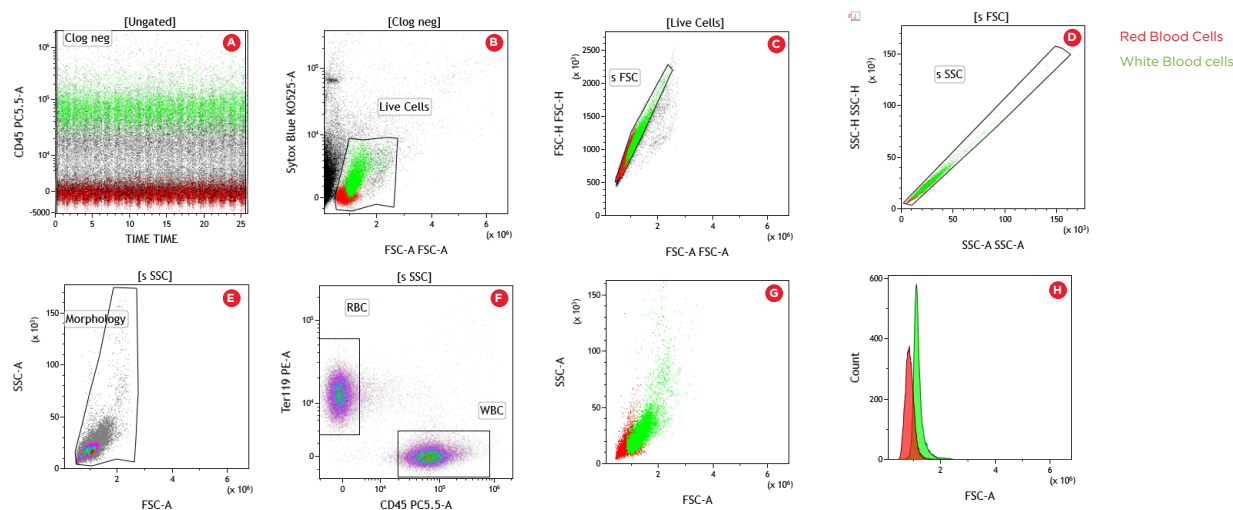 [Ungated]
A
Clog neg
CD45 PC5.5-A
10⁶
10⁵
10⁴
0
-5000
0
5
10
15
20
25
TIME TIME
[Clog neg]
B
Live Cells
Sytox Blue KO525-A
10⁵
10⁴
0
2
4
6
(x 10⁶)
FSC-A FSC-A
[Live Cells]
C
s FSC
FSC-H FSC-H
(x 10³)
2500
2000
1500
1000
500
0
0
2
4
6
(x 10⁶)
FSC-A FSC-A
[s FSC]
D
s SSC
SSC-H SSC-H
(x 10³)
150
100
50
0
0
50
100
150
(x 10³)
SSC-A SSC-A
Red Blood Cells
White Blood cells
[s SSC]
E
Morphology
SSC-A
(x 10³)
150
100
50
0
2
4
6
(x 10⁶)
FSC-A
[s SSC]
F
RBC
WBC
Ter119 PE-A
10⁵
10⁴
0
0
10⁴
10⁵
10⁶
CD45 PC5.5-A
G
SSC-A
(x 10³)
150
100
50
0
2
4
6
(x 10⁶)
FSC-A
H
Count
600
400
200
0
2
4
6
(x 10⁶)
FSC-A